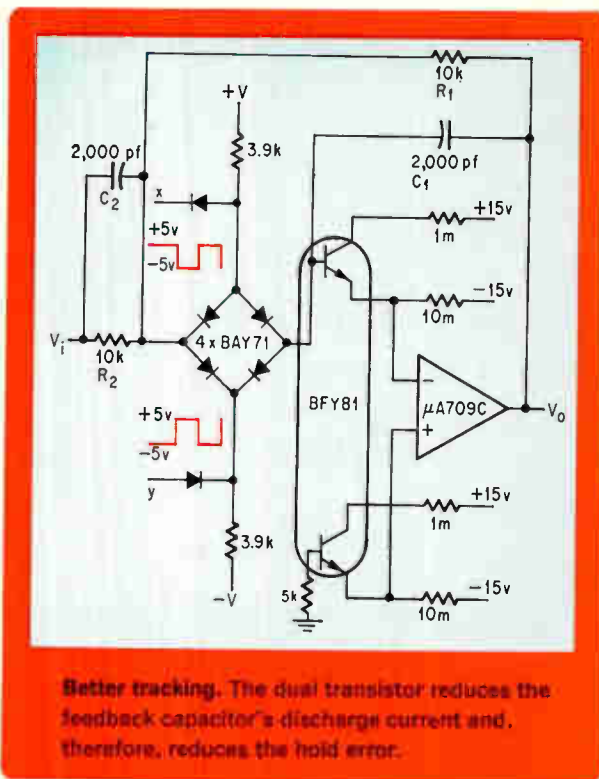 10k
R1
+V
3.9k
2,000 pf
C2
2,000 pf
C1
x
+15v
1m
+5v
-5v
-15v
10m
Vi
10k
R2
4 x BAY71
BFY81
-
μA709C
+
Vo
+5v
-5v
y
+15v
1m
3.9k
5k
-15v
10m
-V
Better tracking. The dual transistor reduces the
feedback capacitor's discharge current and,
therefore, reduces the hold error.